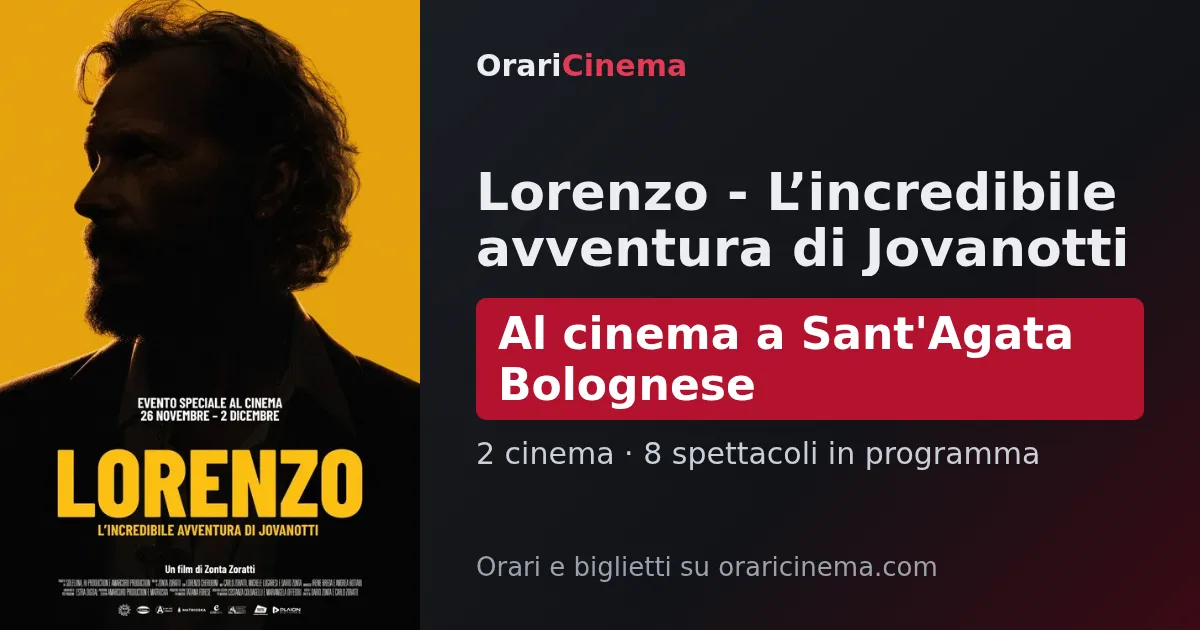 OrariCinema
Lorenzo - L’incredibile
avventura di Jovanotti
Al cinema a Sant'Agata
Bolognese
2 cinema · 8 spettacoli in programma
Orari e biglietti su oraricinema.com
EVENTO SPECIALE AL CINEMA
26 NOVEMBRE – 2 DICEMBRE
LORENZO
L’INCREDIBILE AVVENTURA DI JOVANOTTI
Un film di Zonta Zoratti
PLAION